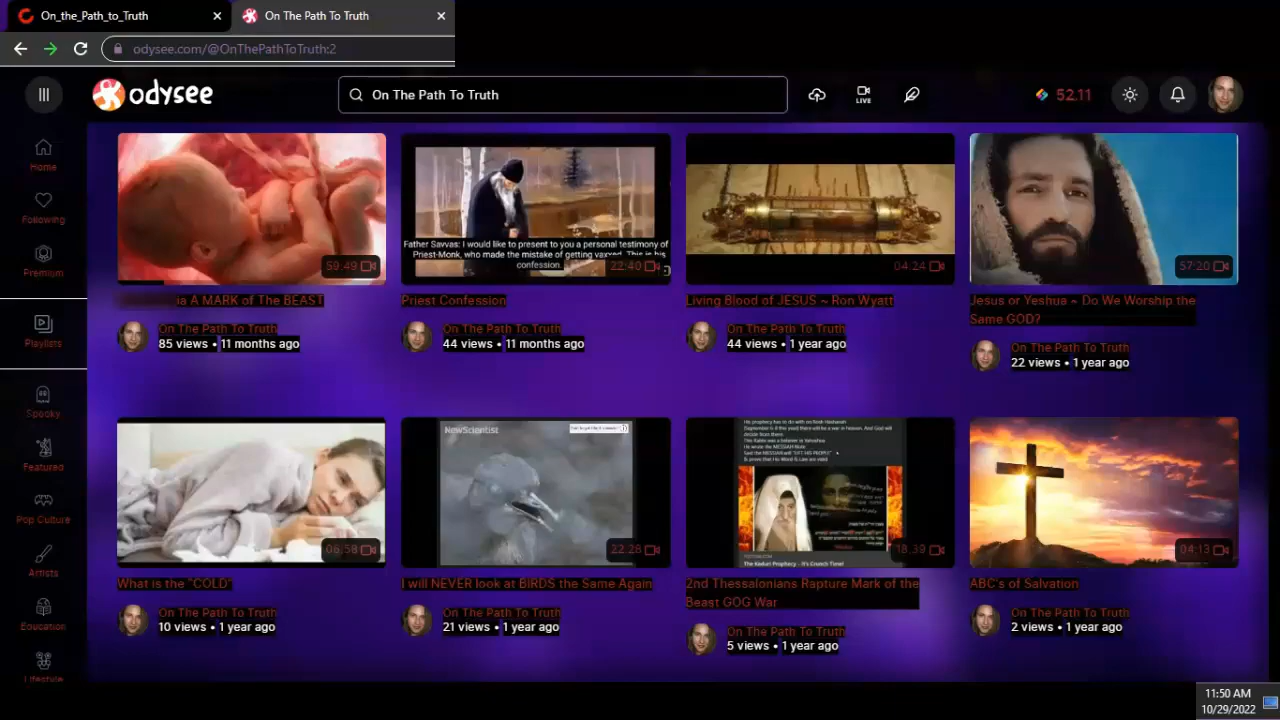 On_the_Path_to_Truth
On The Path To Truth
odysee.com/@OnThePathToTruth:2
odysee
On The Path To Truth
LIVE
52.11
Home
Following
Premium
Playlists
Spooky
Featured
Pop Culture
Artists
Education
Lifestyle
59:49
Father Savvas: I would like to present to you a personal testimony of
Priest-Monk, who made the mistake of getting vaxxed. This is his
confession.
22:40
04:24
57:20
ia A MARK of The BEAST
Priest Confession
Living Blood of JESUS ~ Ron Wyatt
Jesus or Yeshua ~ Do We Worship the
Same GOD?
On The Path To Truth
85 views • 11 months ago
On The Path To Truth
44 views • 11 months ago
On The Path To Truth
44 views • 1 year ago
On The Path To Truth
22 views • 1 year ago
08:58
NewScientist
22:28
18:39
The Kaduri Prophecy - It's Crunch Time!
04:13
What is the "COLD"
I will NEVER look at BIRDS the Same Again
2nd Thessalonians Rapture Mark of the
Beast GOG War
ABC's of Salvation
On The Path To Truth
10 views • 1 year ago
On The Path To Truth
21 views • 1 year ago
On The Path To Truth
5 views • 1 year ago
On The Path To Truth
2 views • 1 year ago
11:50 AM
10/29/2022